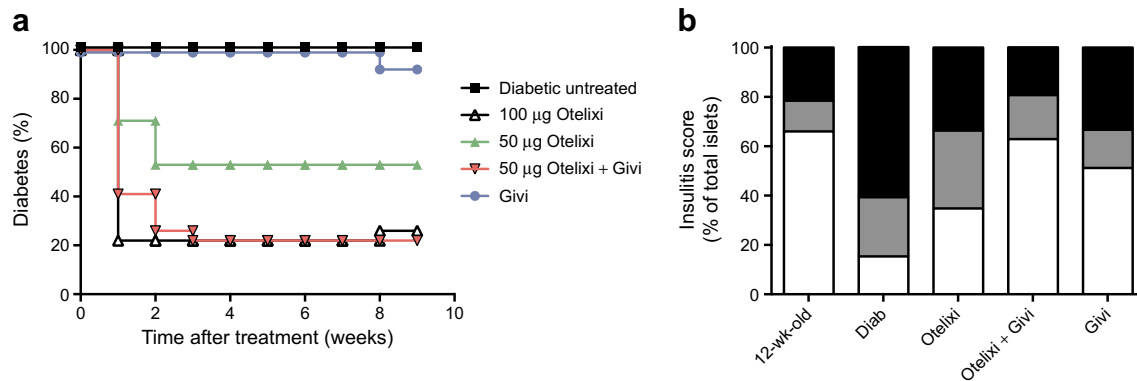 a
Diabetes (%)
100
80
60
40
20
0
0 2 4 6 8 10
Time after treatment (weeks)
Diabetic untreated
100 μg Otelixi
50 μg Otelixi
50 μg Otelixi + Givi
Givi
b
Insulitis score
(% of total islets)
100
80
60
40
20
0
12-wk-old
Diab
Otelixi
Otelixi + Givi
Givi